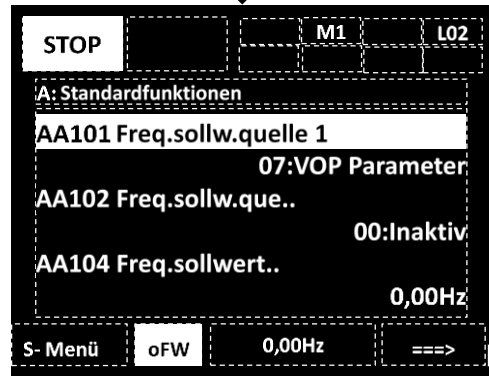 STOP M1 L02
A: Standardfunktionen
AA101 Freq.sollw.quelle 1
07:VOP Parameter
AA102 Freq.sollw.que..
00:Inaktiv
AA104 Freq.sollwert..
0,00Hz
S- Menü oFW 0,00Hz ===>